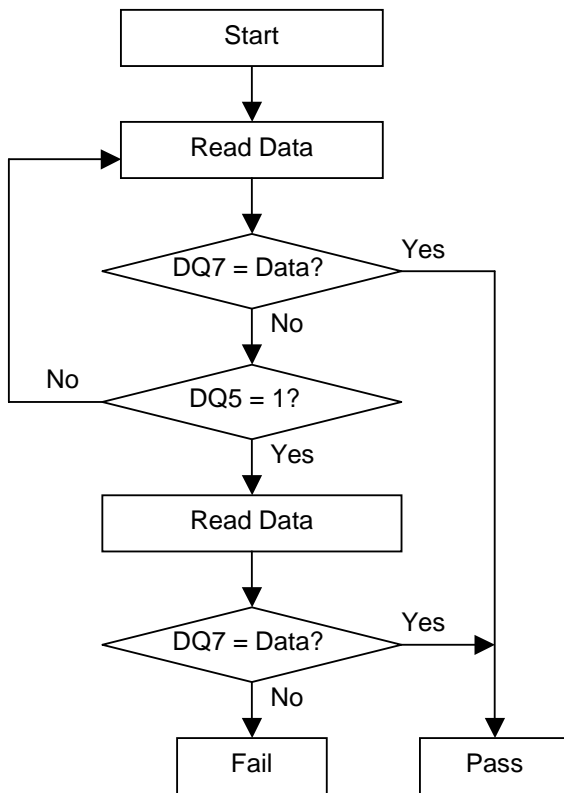 Start
Read Data
DQ7 = Data?
Yes
No
DQ5 = 1?
No
Yes
Read Data
DQ7 = Data?
Yes
No
Fail
Pass